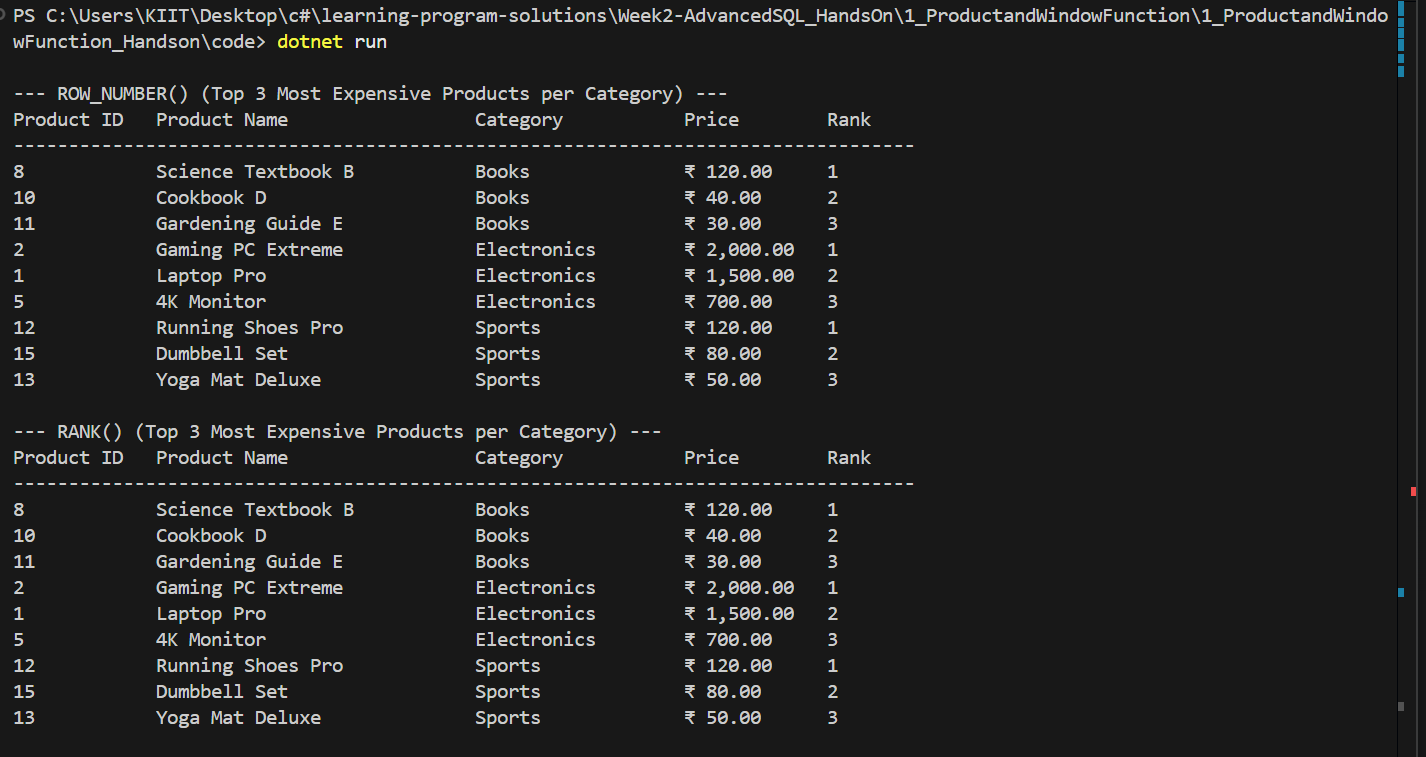 PS C:\Users\KIIT\Desktop\c#\learning-program-solutions\Week2-AdvancedSQL_HandsOn\1_ProductandWindowFunction\1_ProductandWindo
wFunction_Handson\code> dotnet run
--- ROW_NUMBER() (Top 3 Most Expensive Products per Category) ---
Product ID   Product Name                 Category           Price        Rank
----------------------------------------------------------------------------------
8            Science Textbook B           Books              ₹ 120.00     1
10           Cookbook D                   Books              ₹ 40.00      2
11           Gardening Guide E            Books              ₹ 30.00      3
2            Gaming PC Extreme            Electronics        ₹ 2,000.00   1
1            Laptop Pro                   Electronics        ₹ 1,500.00   2
5            4K Monitor                   Electronics        ₹ 700.00     3
12           Running Shoes Pro            Sports             ₹ 120.00     1
15           Dumbbell Set                 Sports             ₹ 80.00      2
13           Yoga Mat Deluxe              Sports             ₹ 50.00      3
--- RANK() (Top 3 Most Expensive Products per Category) ---
Product ID   Product Name                 Category           Price        Rank
----------------------------------------------------------------------------------
8            Science Textbook B           Books              ₹ 120.00     1
10           Cookbook D                   Books              ₹ 40.00      2
11           Gardening Guide E            Books              ₹ 30.00      3
2            Gaming PC Extreme            Electronics        ₹ 2,000.00   1
1            Laptop Pro                   Electronics        ₹ 1,500.00   2
5            4K Monitor                   Electronics        ₹ 700.00     3
12           Running Shoes Pro            Sports             ₹ 120.00     1
15           Dumbbell Set                 Sports             ₹ 80.00      2
13           Yoga Mat Deluxe              Sports             ₹ 50.00      3